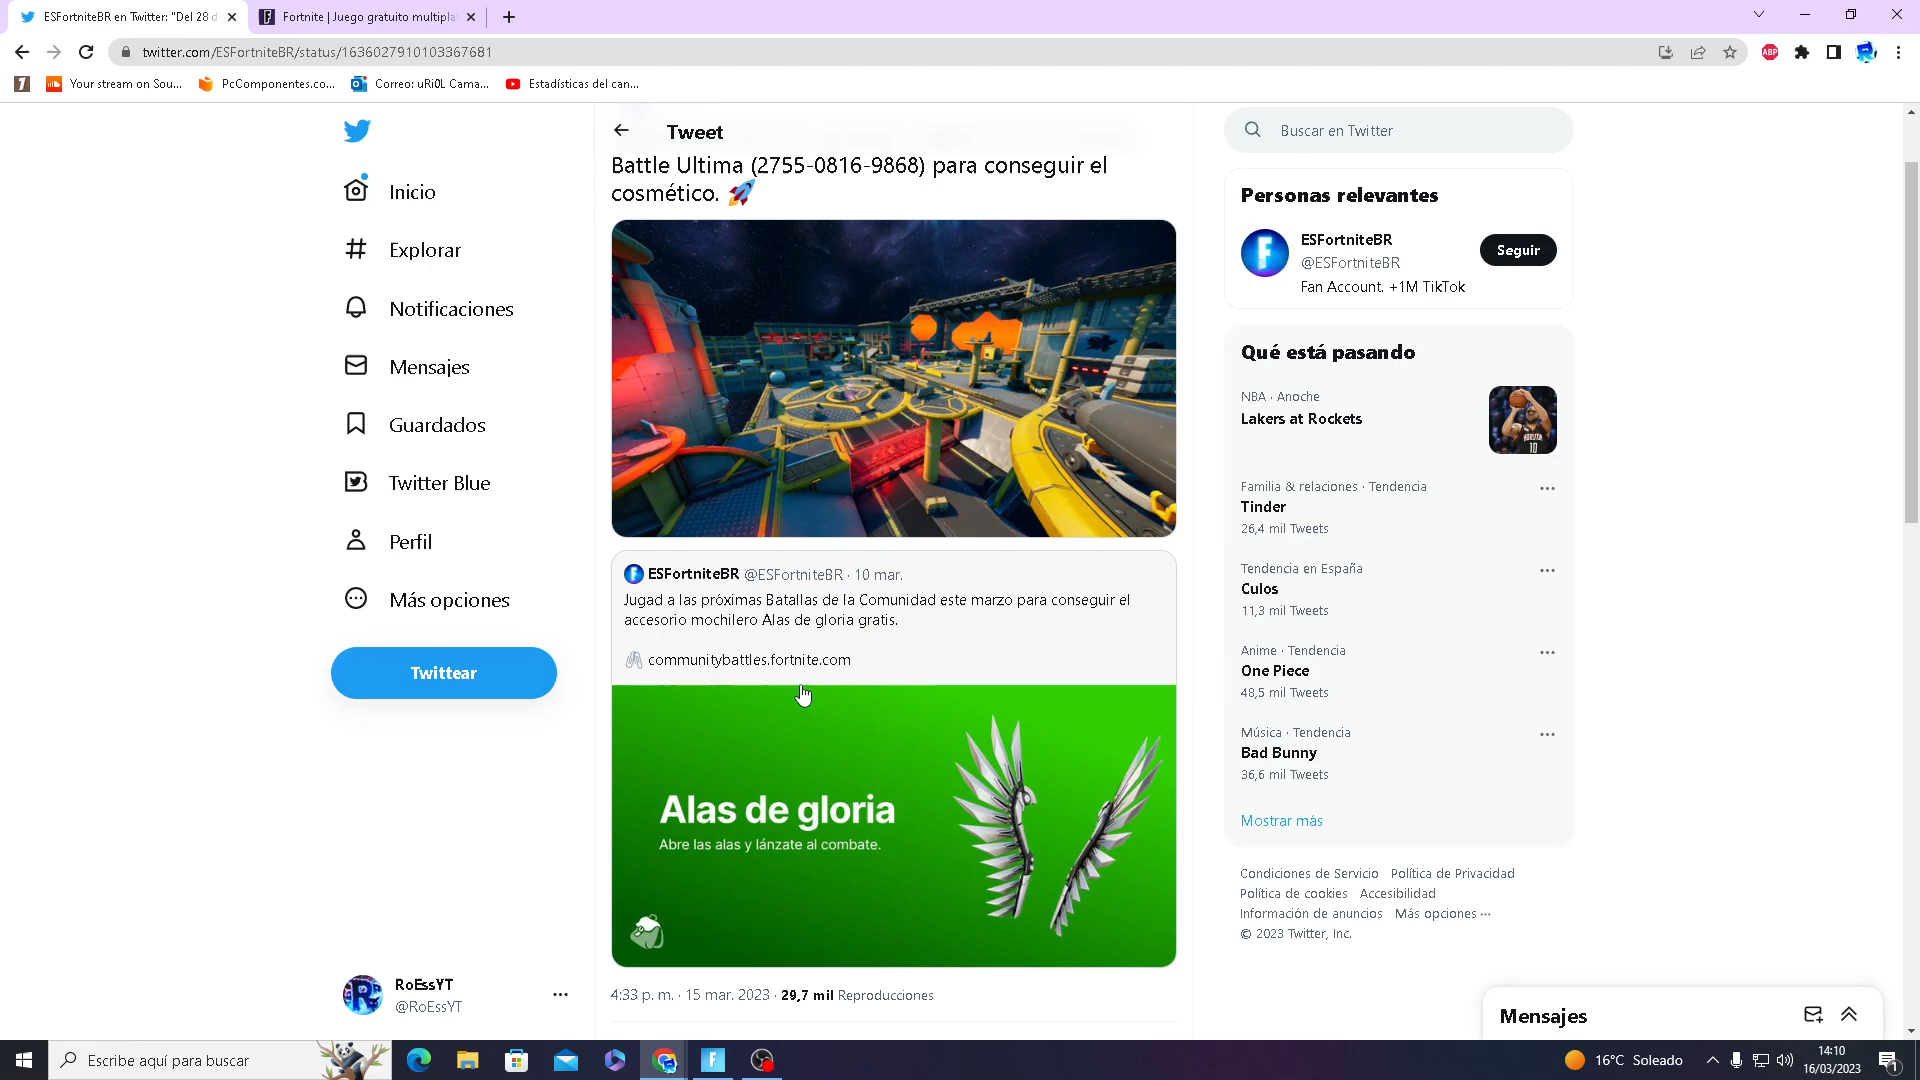 ESFortniteBR en Twitter: "Del 28 d
Fortnite | Juego gratuito multipla
twitter.com/ESFortniteBR/status/1636027910103367681
ABP
Your stream on Sou...
PcComponentes.co...
Correo: uRi0L Cama...
Estadísticas del can...
Inicio
Explorar
Notificaciones
Mensajes
Guardados
Twitter Blue
Perfil
Más opciones
Twittear
RoEssYT
@RoEssYT
Tweet
Battle Ultima (2755-0816-9868) para conseguir el
cosmético. 🚀
ESFortniteBR @ESFortniteBR · 10 mar.
Jugad a las próximas Batallas de la Comunidad este marzo para conseguir el
accesorio mochilero Alas de gloria gratis.
communitybattles.fortnite.com
Alas de gloria
Abre las alas y lánzate al combate.
4:33 p. m. · 15 mar. 2023 · 29,7 mil Reproducciones
Buscar en Twitter
Personas relevantes
ESFortniteBR
@ESFortniteBR
Seguir
Fan Account. +1M TikTok
Qué está pasando
NBA · Anoche
Lakers at Rockets
Familia & relaciones · Tendencia
Tinder
26,4 mil Tweets
Tendencia en España
Culos
11,3 mil Tweets
Anime · Tendencia
One Piece
48,5 mil Tweets
Música · Tendencia
Bad Bunny
36,6 mil Tweets
Mostrar más
Condiciones de Servicio Política de Privacidad
Política de cookies Accesibilidad
Información de anuncios Más opciones ···
© 2023 Twitter, Inc.
Mensajes
Escribe aquí para buscar
16°C Soleado
14:10
16/03/2023
1